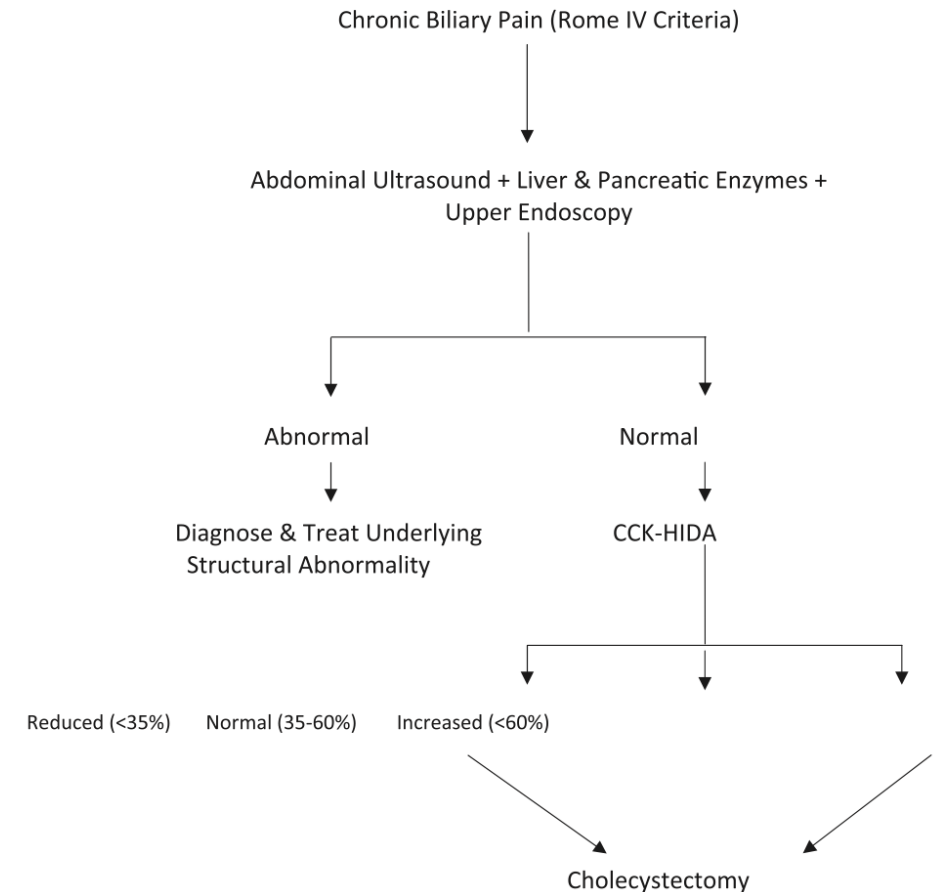 Chronic Biliary Pain (Rome IV Criteria)
Abdominal Ultrasound + Liver & Pancreatic Enzymes +
Upper Endoscopy
Abnormal
Normal
Diagnose & Treat Underlying
Structural Abnormality
CCK-HIDA
Reduced (<35%)
Normal (35-60%)
Increased (<60%)
Cholecystectomy